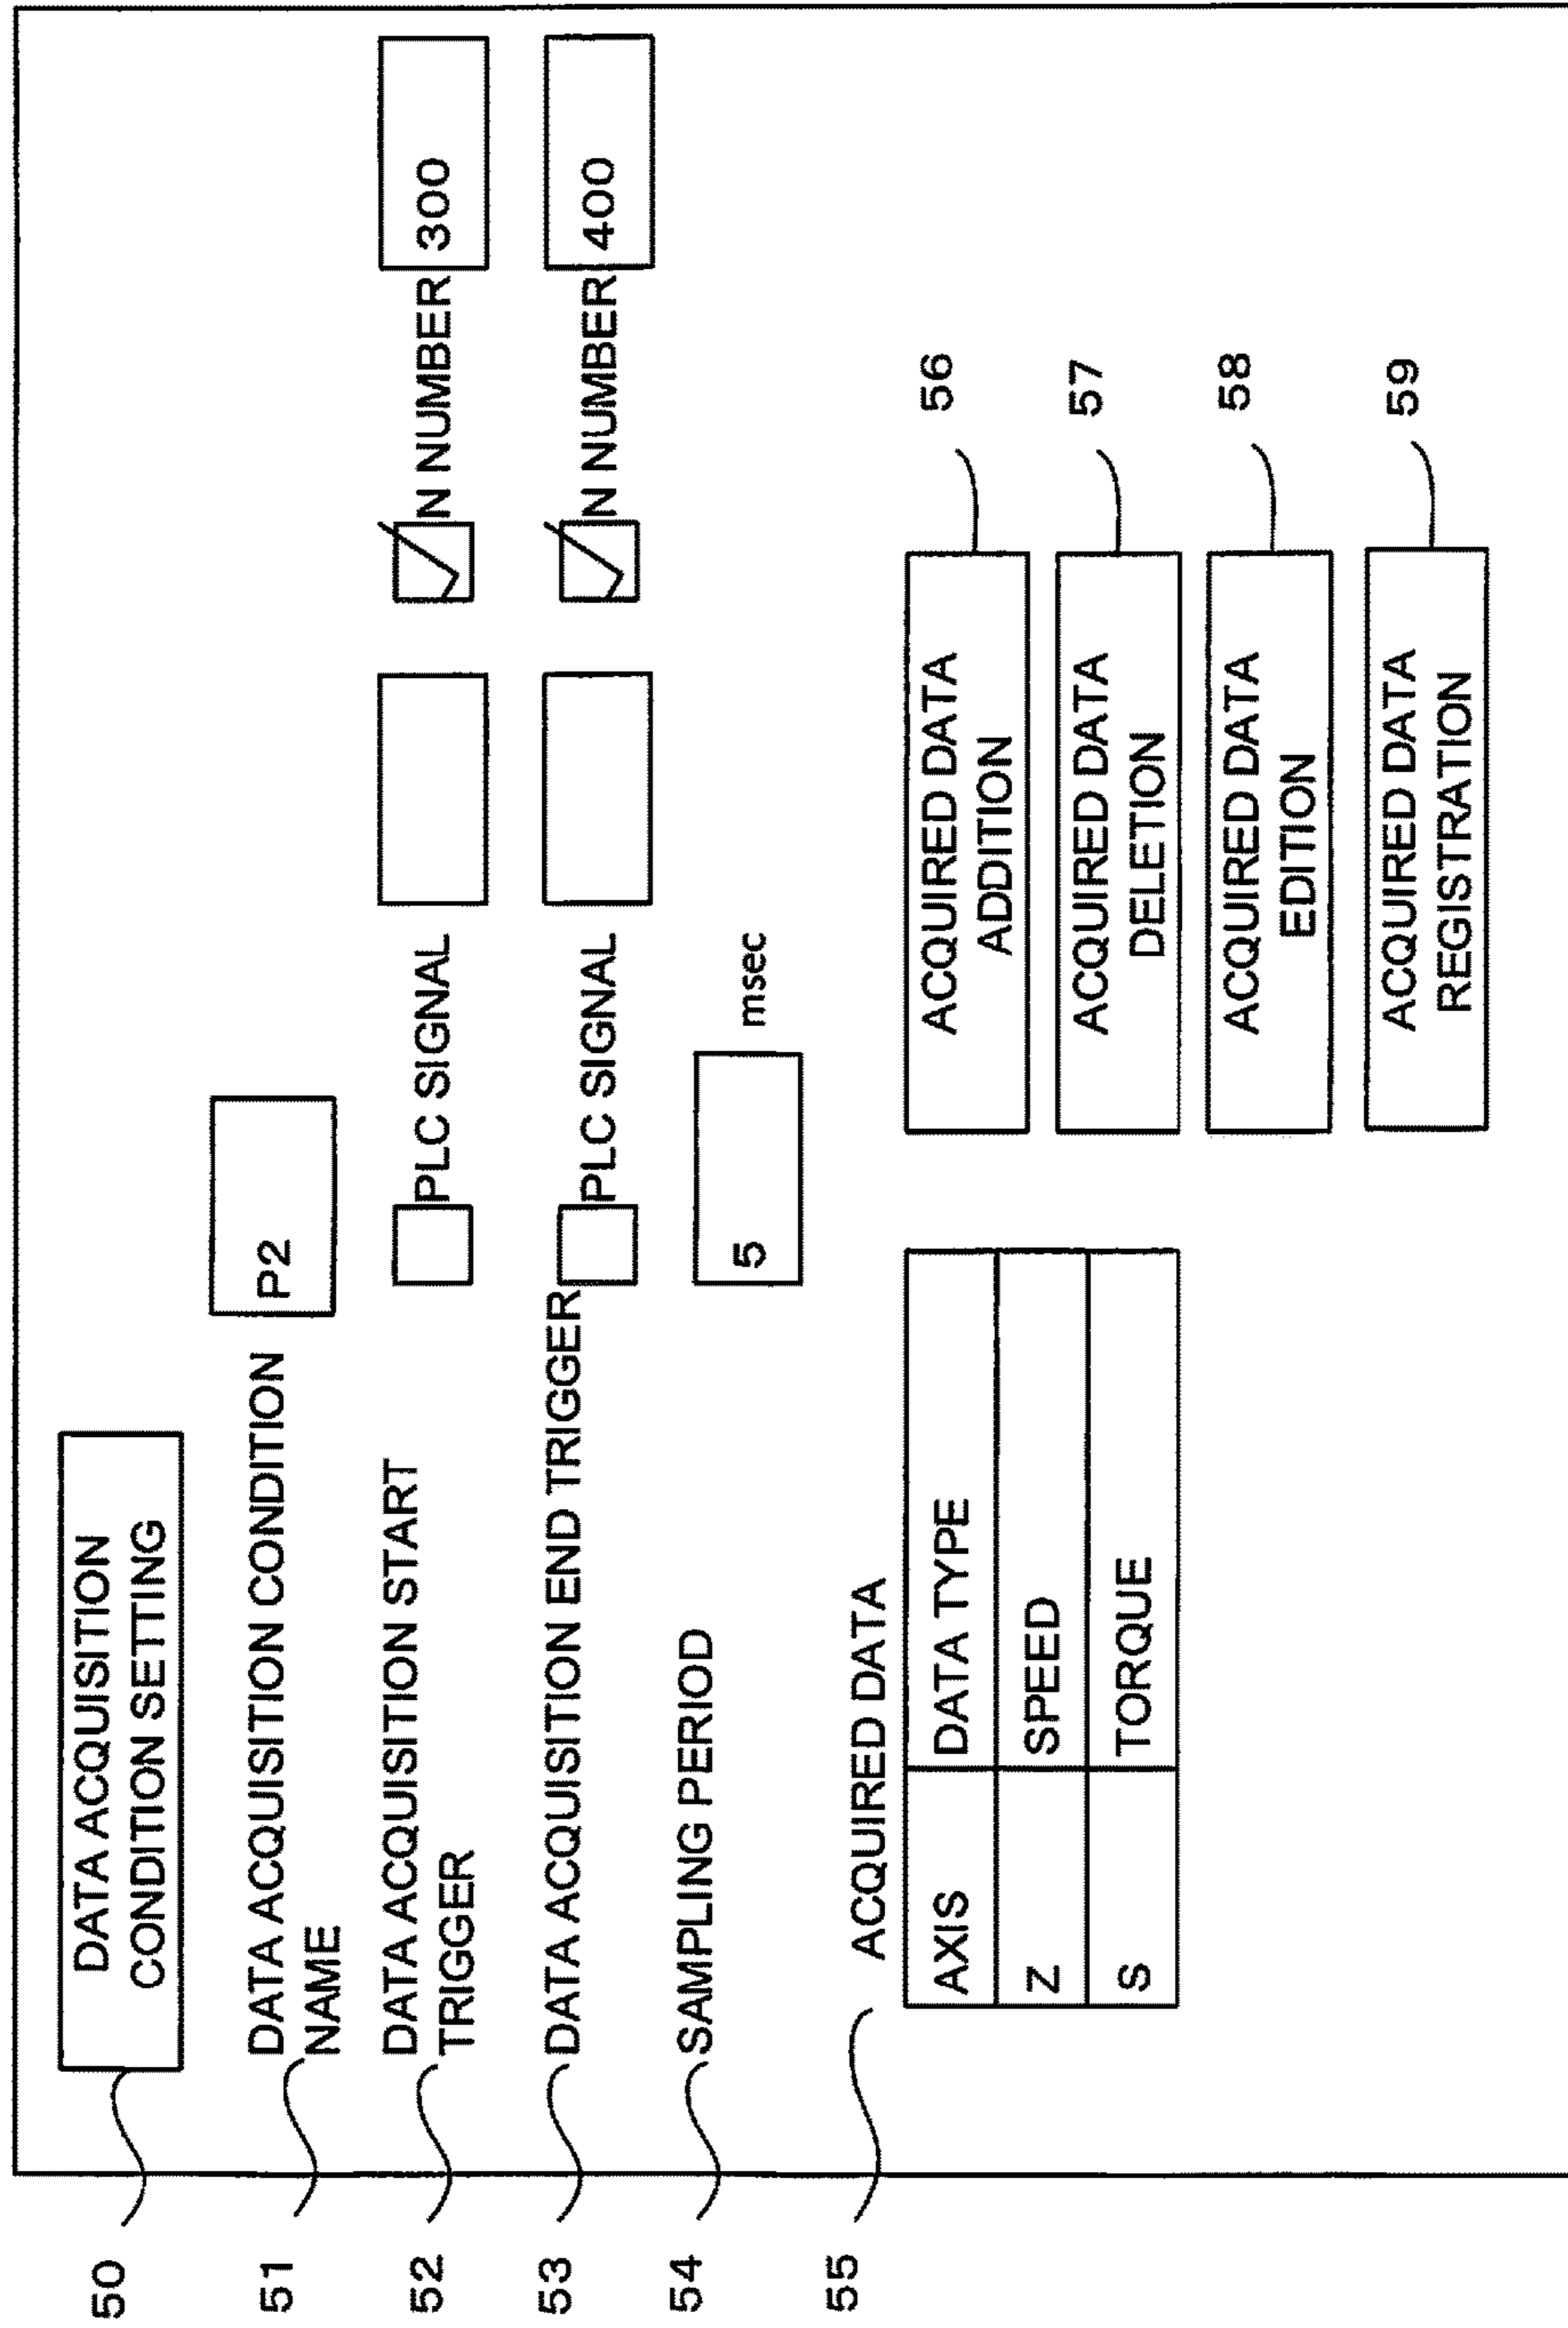 50
DATA ACQUISITION
CONDITION SETTING
51
DATA ACQUISITION CONDITION
NAME
P2
52
DATA ACQUISITION START
TRIGGER
PLC SIGNAL
N NUMBER
300
53
DATA ACQUISITION END TRIGGER
PLC SIGNAL
N NUMBER
400
54
SAMPLING PERIOD
5
msec
55
ACQUIRED DATA
AXIS
DATA TYPE
Z
SPEED
S
TORQUE
ACQUIRED DATA
ADDITION
56
ACQUIRED DATA
DELETION
57
ACQUIRED DATA
EDITION
58
ACQUIRED DATA
REGISTRATION
59